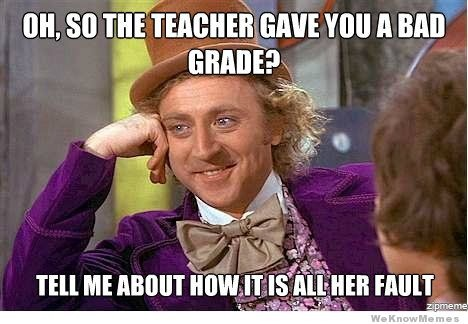 OH, SO THE TEACHER GAVE YOU A BAD
GRADE?
TELL ME ABOUT HOW IT IS ALL HER FAULT
zipmeme
WeKnowMemes